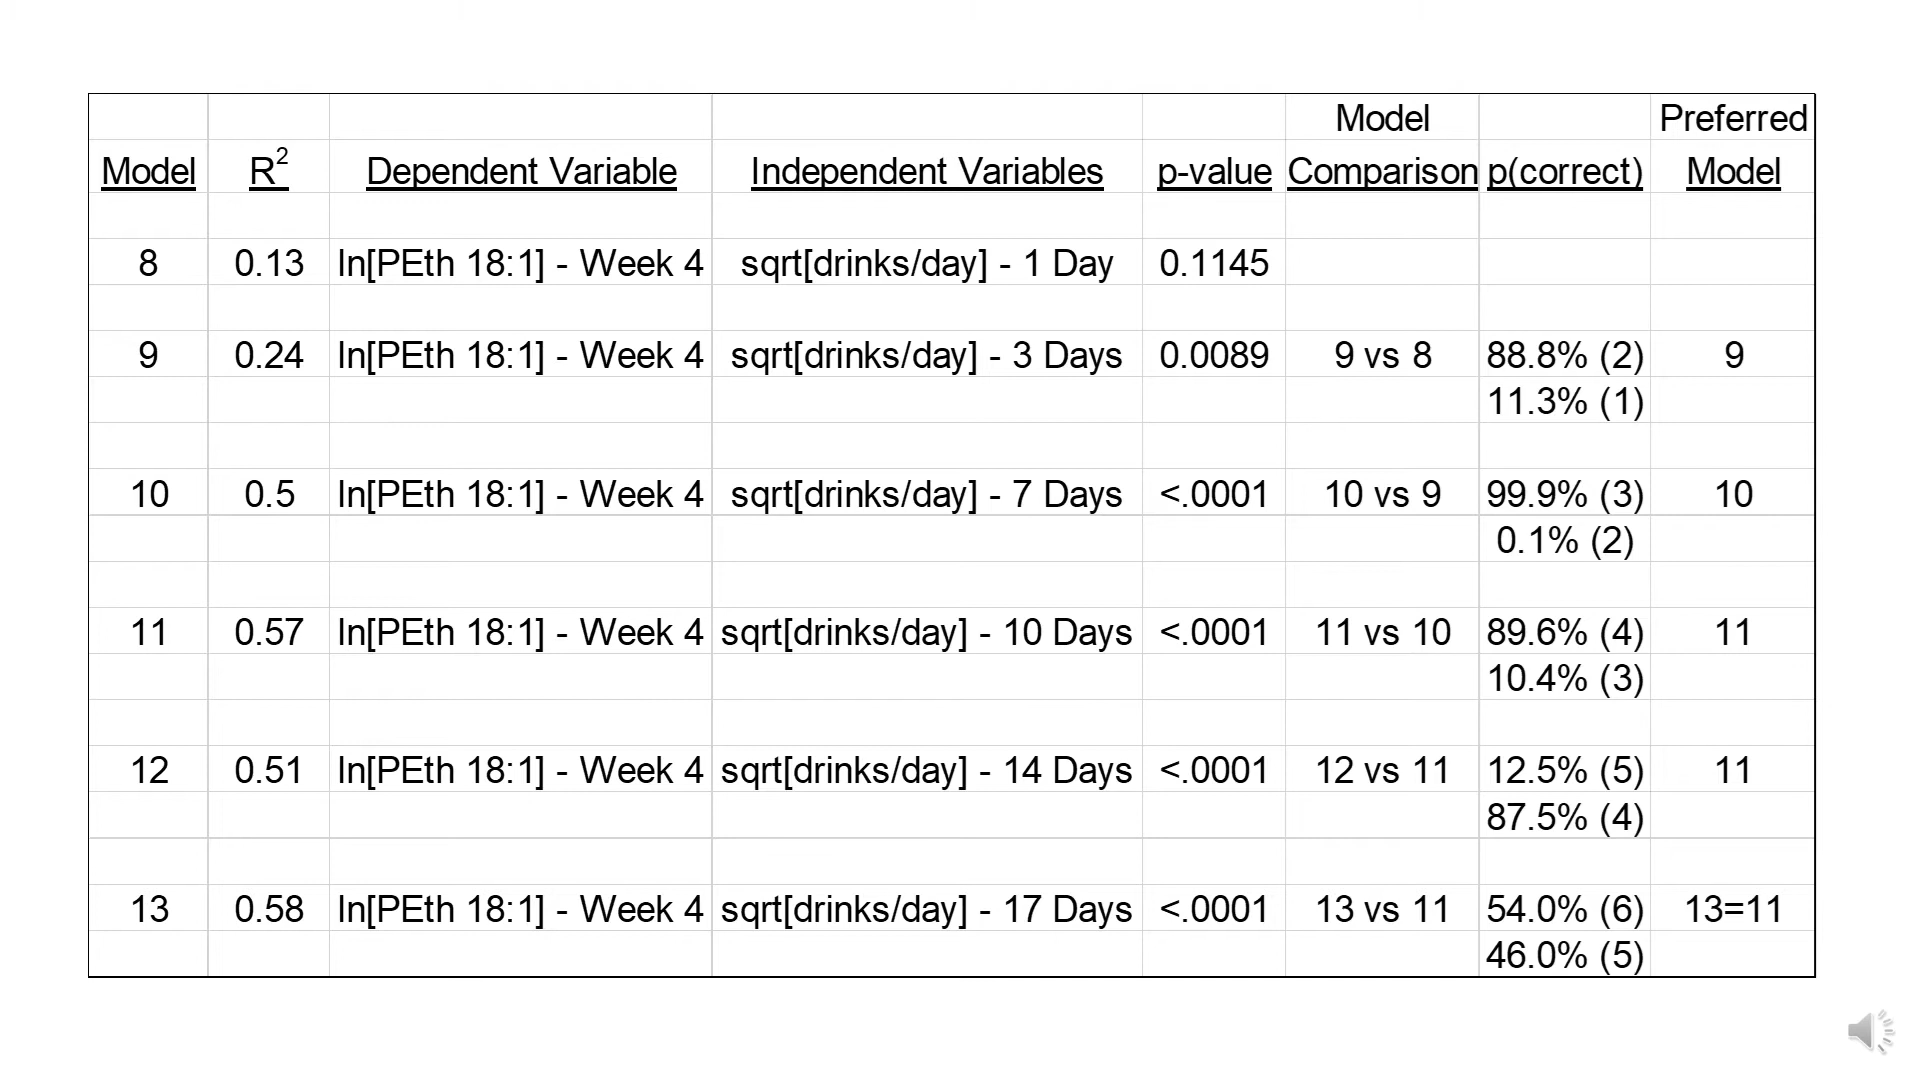 Model Preferred
Model R2 Dependent Variable Independent Variables p-value Comparison p(correct) Model
8 0.13 ln[PEth 18:1] - Week 4 sqrt[drinks/day] - 1 Day 0.1145
9 0.24 ln[PEth 18:1] - Week 4 sqrt[drinks/day] - 3 Days 0.0089 9 vs 8 88.8% (2) 9
11.3% (1)
10 0.5 ln[PEth 18:1] - Week 4 sqrt[drinks/day] - 7 Days <.0001 10 vs 9 99.9% (3) 10
0.1% (2)
11 0.57 ln[PEth 18:1] - Week 4 sqrt[drinks/day] - 10 Days <.0001 11 vs 10 89.6% (4) 11
10.4% (3)
12 0.51 ln[PEth 18:1] - Week 4 sqrt[drinks/day] - 14 Days <.0001 12 vs 11 12.5% (5) 11
87.5% (4)
13 0.58 ln[PEth 18:1] - Week 4 sqrt[drinks/day] - 17 Days <.0001 13 vs 11 54.0% (6) 13=11
46.0% (5)